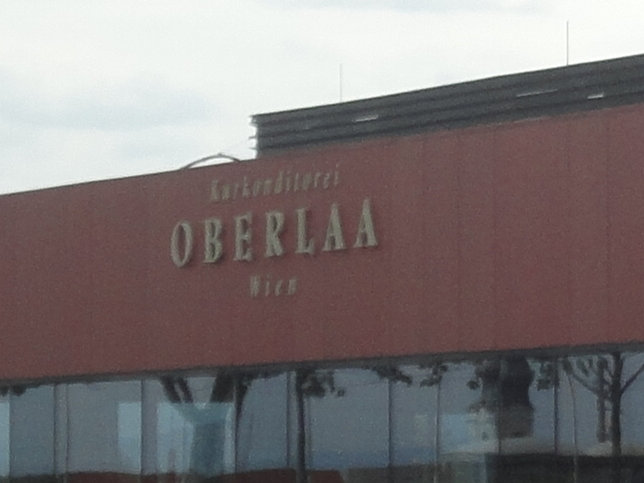 Kurkonditorei
OBERLAA
Wien